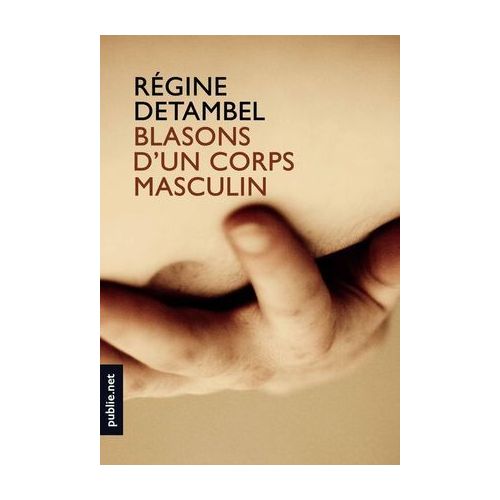 RÉGINE
DETAMBEL
BLASONS
D'UN CORPS
MASCULIN
publie.net